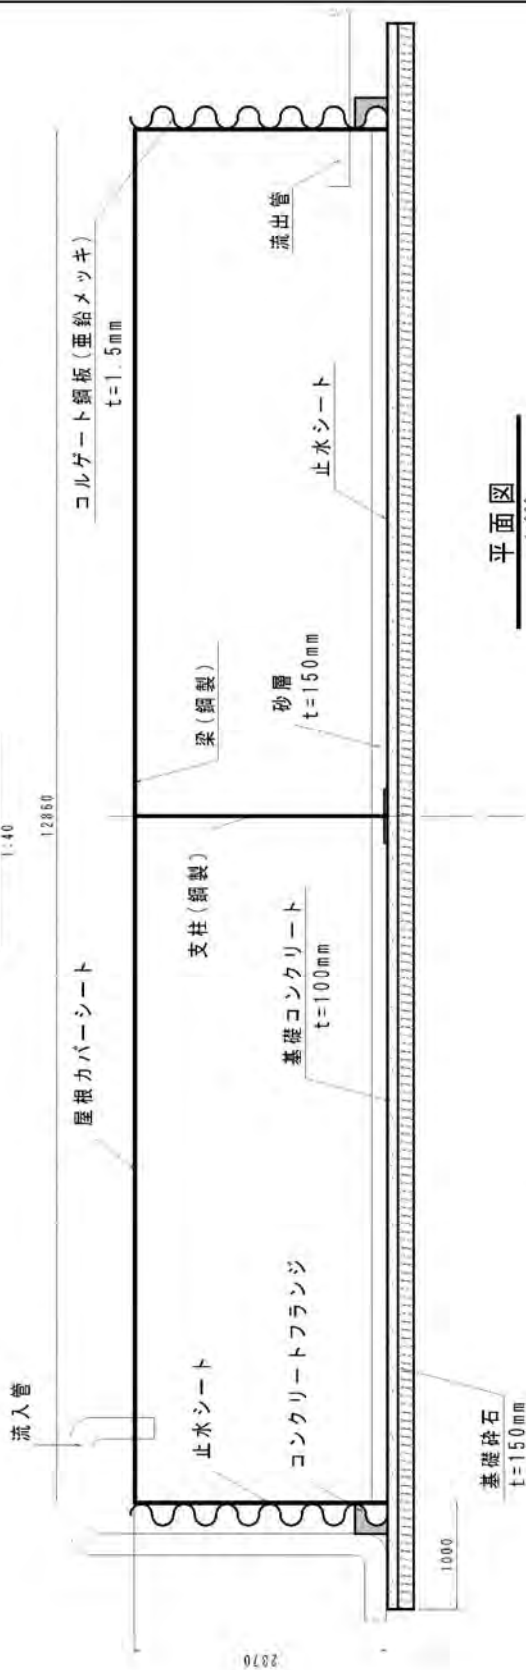 1:40
12860
流入管
屋根カバーシート
コルゲート鋼板(亜鉛メッキ)
t=1.5mm
梁(鋼製)
支柱(鋼製)
流出管
止水シート
コンクリートフランジ
基礎コンクリート
t=100mm
砂層
t=150mm
止水シート
1000
基礎砕石
t=150mm
2870
平面図